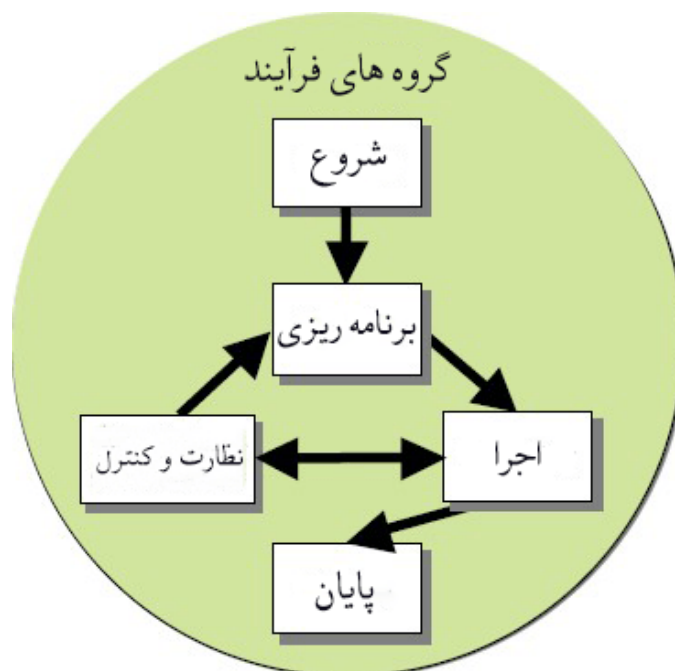 گروه های فرآیند
شروع
برنامه ریزی
اجرا
نظارت و کنترل
پایان